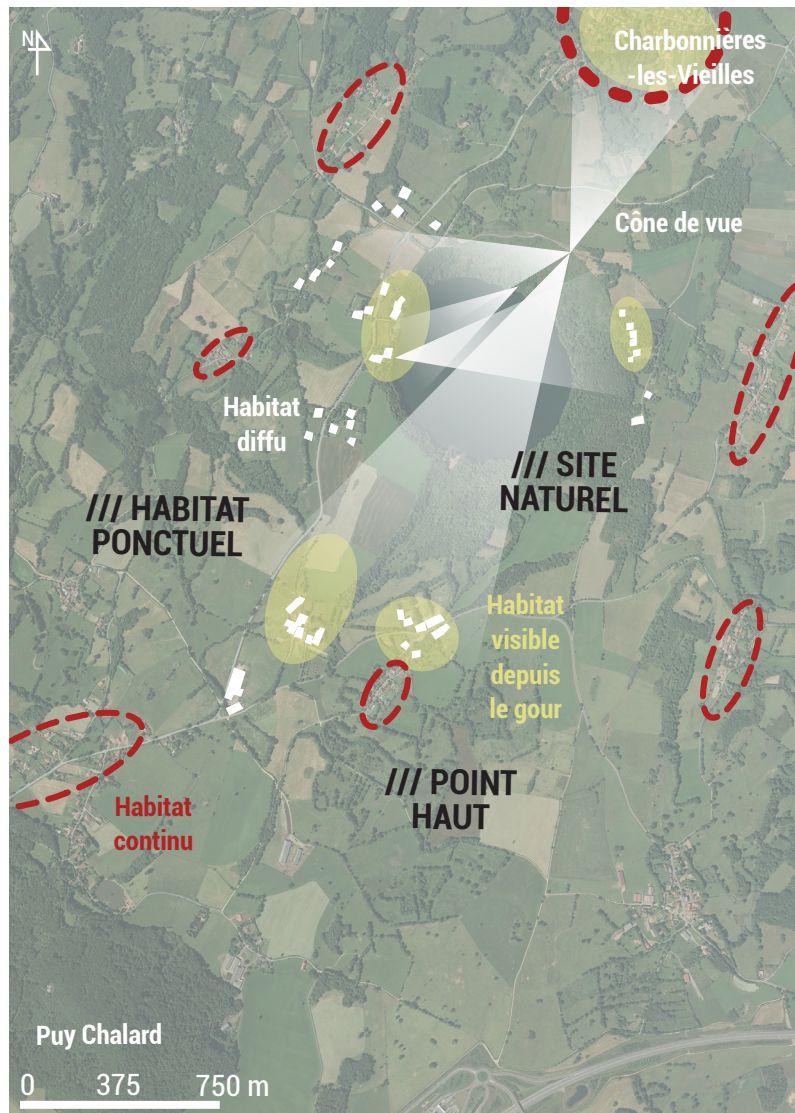 N
Charbonnières
-les-Vieilles
Cône de vue
Habitat
diffu
/// SITE
NATUREL
/// HABITAT
PONCTUEL
Habitat
visible
depuis
le gour
/// POINT
HAUT
Habitat
continu
Puy Chalard
0 375 750 m